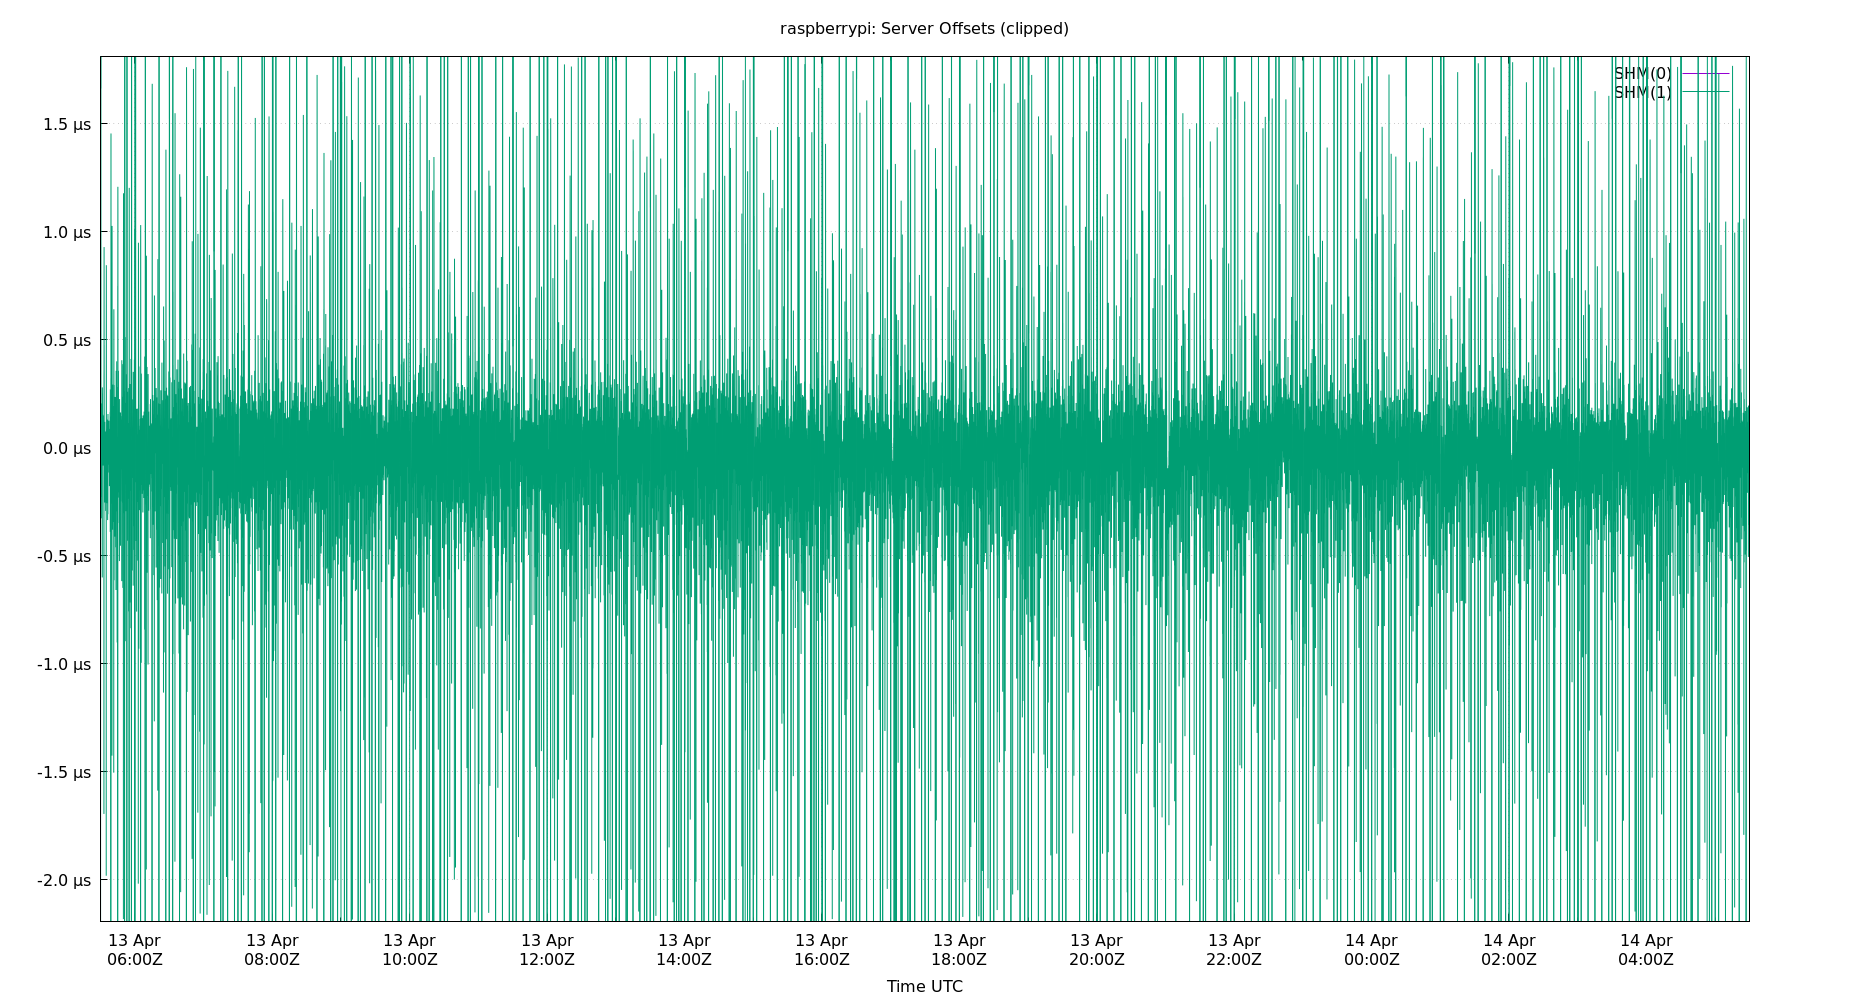 raspberrypi: Server Offsets (clipped)
SHM(0)
SHM(1)
1.5 µs
1.0 µs
0.5 µs
0.0 µs
-0.5 µs
-1.0 µs
-1.5 µs
-2.0 µs
13 Apr 13 Apr 13 Apr 13 Apr 13 Apr 13 Apr 13 Apr 13 Apr 13 Apr 14 Apr 14 Apr 14 Apr
06:00Z 08:00Z 10:00Z 12:00Z 14:00Z 16:00Z 18:00Z 20:00Z 22:00Z 00:00Z 02:00Z 04:00Z
Time UTC